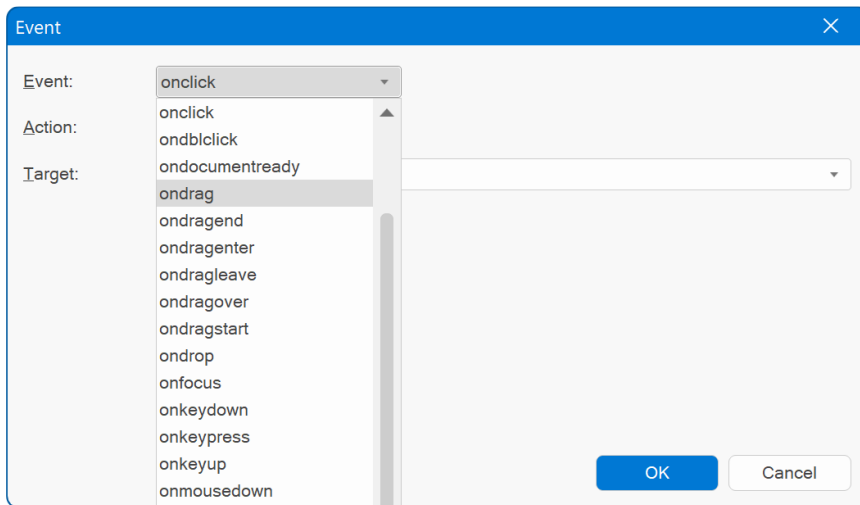 Event
Event:
onclick
onclick
Action:
ondblclick
ondocumentready
Target:
ondrag
ondragend
ondragenter
ondragleave
ondragover
ondragstart
ondrop
onfocus
onkeydown
onkeypress
onkeyup
onmousedown
OK
Cancel